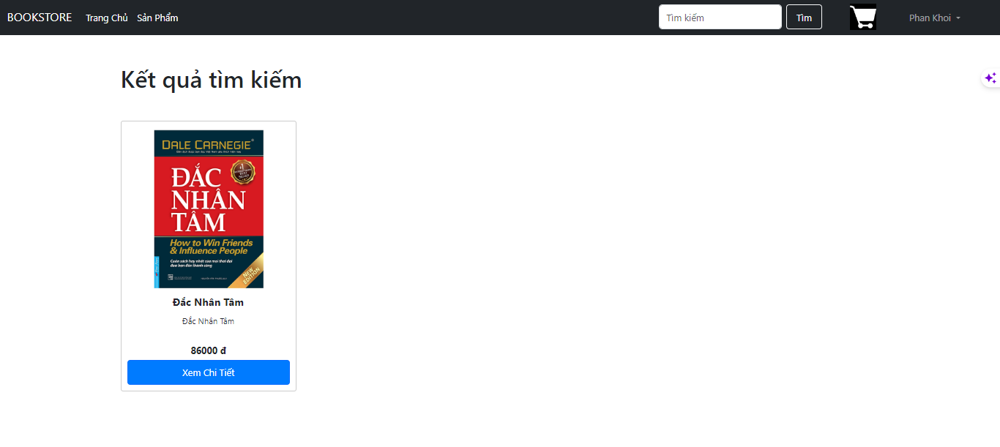 BOOKSTORE Trang Chủ Sản Phẩm Tìm kiếm Tìm Phan Khoi
Kết quả tìm kiếm
DALE CARNEGIE®
ĐẮC
NHÂN
TÂM
How to Win Friends
& Influence People
Cuốn sách hay nhất của mọi thời đại
đưa bạn đến thành công
NEW
EDITION
Đắc Nhân Tâm
Đắc Nhân Tâm
86000 đ
Xem Chi Tiết